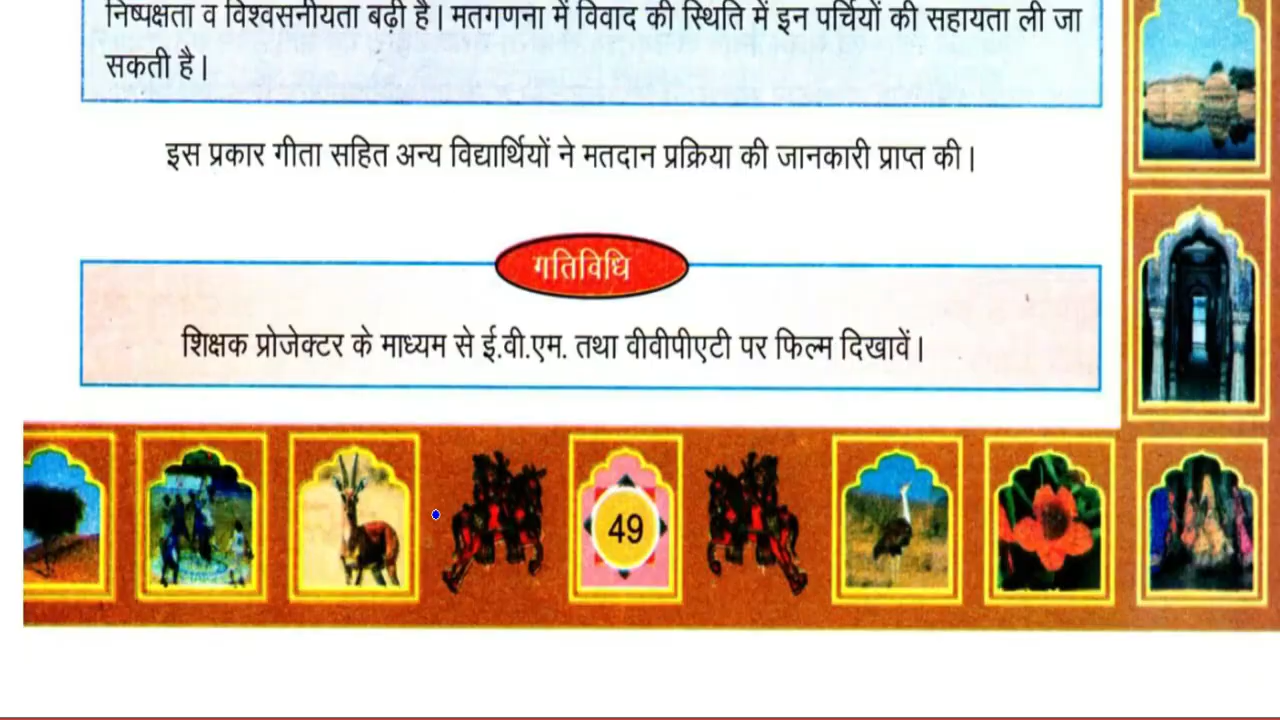 निष्पक्षता व विश्वसनीयता बढ़ी है। मतगणना में विवाद की स्थिति में इन पर्चियों की सहायता ली जा
सकती है।
इस प्रकार गीता सहित अन्य विद्यार्थियों ने मतदान प्रक्रिया की जानकारी प्राप्त की।
गतिविधि
शिक्षक प्रोजेक्टर के माध्यम से ई.वी.एम. तथा वीवीपीएटी पर फिल्म दिखावें।
49